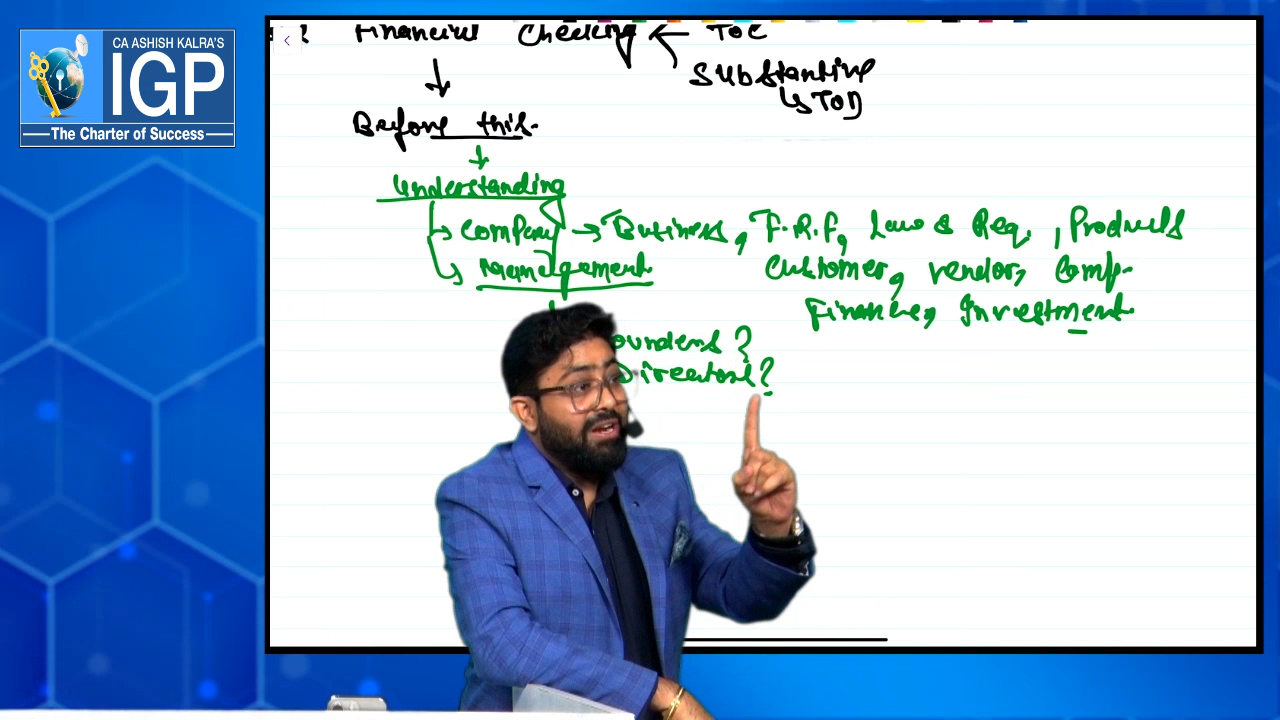 CA ASHISH KALRA'S
IGP
The Charter of Success
Financial Checking ← TOC
Substantive
↳ TOD
Before this.
Understanding
Company → Business, F.R.F, Law & Req., Products
Management Customer, vendor, Comp.
Finance, Investment
ounders ?
Directors ?